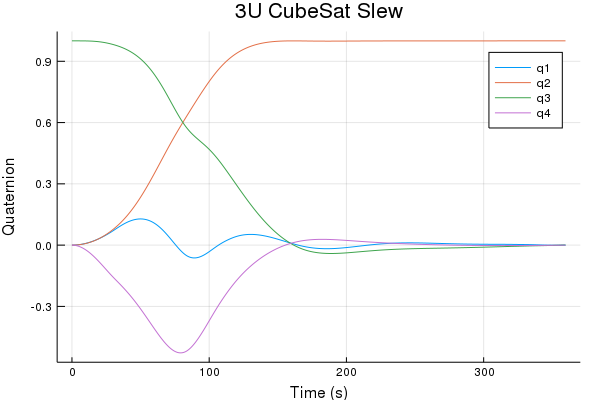 3U CubeSat Slew
Quaternion
0.9
0.6
0.3
0.0
-0.3
q1
q2
q3
q4
0
100
200
300
Time (s)